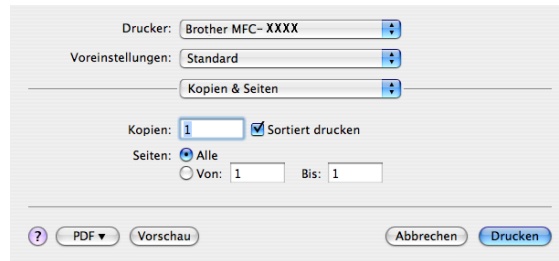 Drucker: Brother MFC-XXXX
Voreinstellungen: Standard
Kopien & Seiten
Kopien: 1 Sortiert drucken
Seiten: Alle
Von: 1 Bis: 1
? PDF ▼ Vorschau Abbrechen Drucken